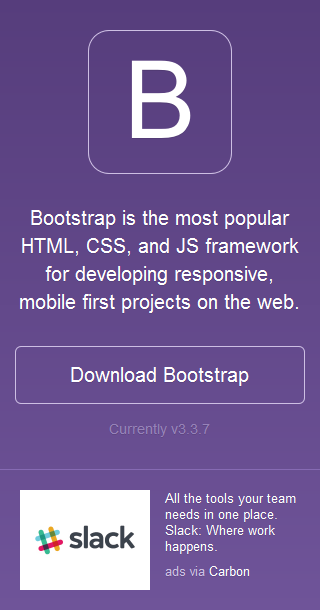 B
Bootstrap is the most popular
HTML, CSS, and JS framework
for developing responsive,
mobile first projects on the web.
Download Bootstrap
Currently v3.3.7
slack
All the tools your team
needs in one place.
Slack: Where work
happens.
ads via Carbon